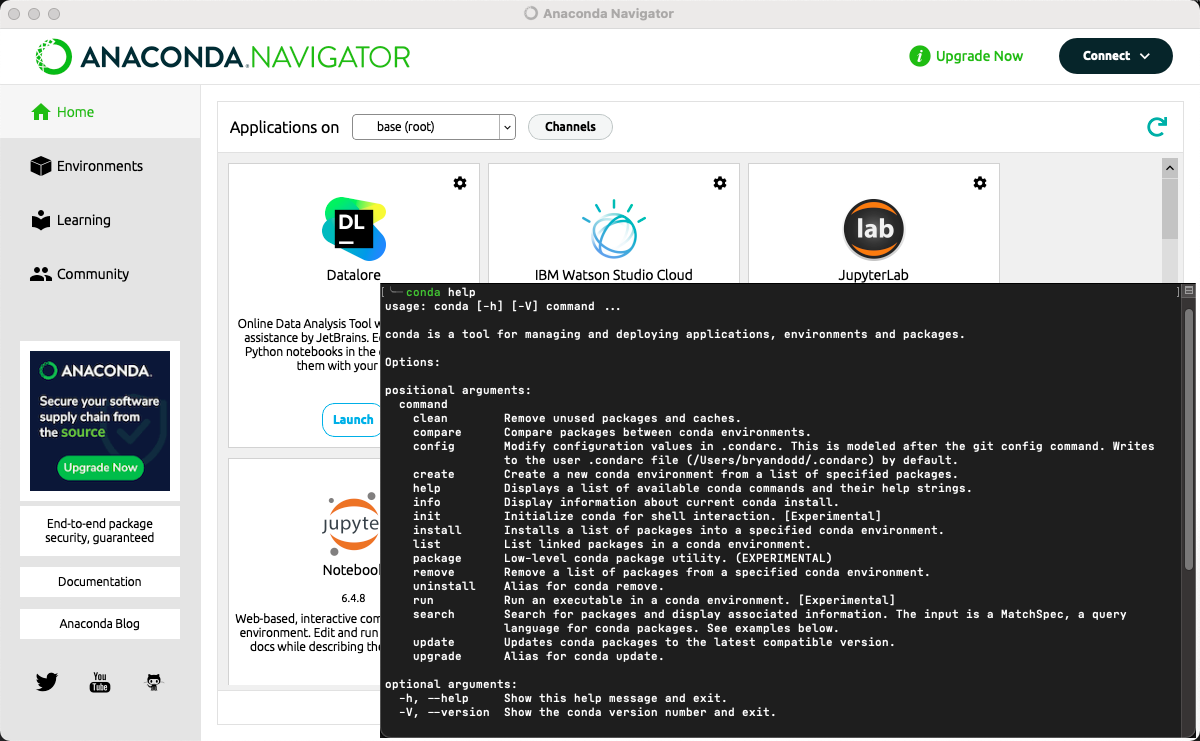 Anaconda Navigator
ANACONDA.NAVIGATOR
i Upgrade Now
Connect
Home
Environments
Learning
Community
ANACONDA.
Secure your software
supply chain from
the source
Upgrade Now
End-to-end package
security, guaranteed
Documentation
Anaconda Blog
You
Tube
Applications on
base (root)
Channels
DL
Datalore
Online Data Analysis Tool w
assistance by JetBrains. E
Python notebooks in the
them with your
Launch
IBM Watson Studio Cloud
lab
JupyterLab
jupyte
Notebook
6.4.8
Web-based, interactive com
environment. Edit and run
docs while describing the
conda help
usage: conda [-h] [-V] command ...
conda is a tool for managing and deploying applications, environments and packages.
Options:
positional arguments:
command
clean Remove unused packages and caches.
compare Compare packages between conda environments.
config Modify configuration values in .condarc. This is modeled after the git config command. Writes
to the user .condarc file (/Users/bryandodd/.condarc) by default.
create Create a new conda environment from a list of specified packages.
help Displays a list of available conda commands and their help strings.
info Display information about current conda install.
init Initialize conda for shell interaction. [Experimental]
install Installs a list of packages into a specified conda environment.
list List linked packages in a conda environment.
package Low-level conda package utility. (EXPERIMENTAL)
remove Remove a list of packages from a specified conda environment.
uninstall Alias for conda remove.
run Run an executable in a conda environment. [Experimental]
search Search for packages and display associated information. The input is a MatchSpec, a query
language for conda packages. See examples below.
update Updates conda packages to the latest compatible version.
upgrade Alias for conda update.
optional arguments:
-h, --help Show this help message and exit.
-V, --version Show the conda version number and exit.